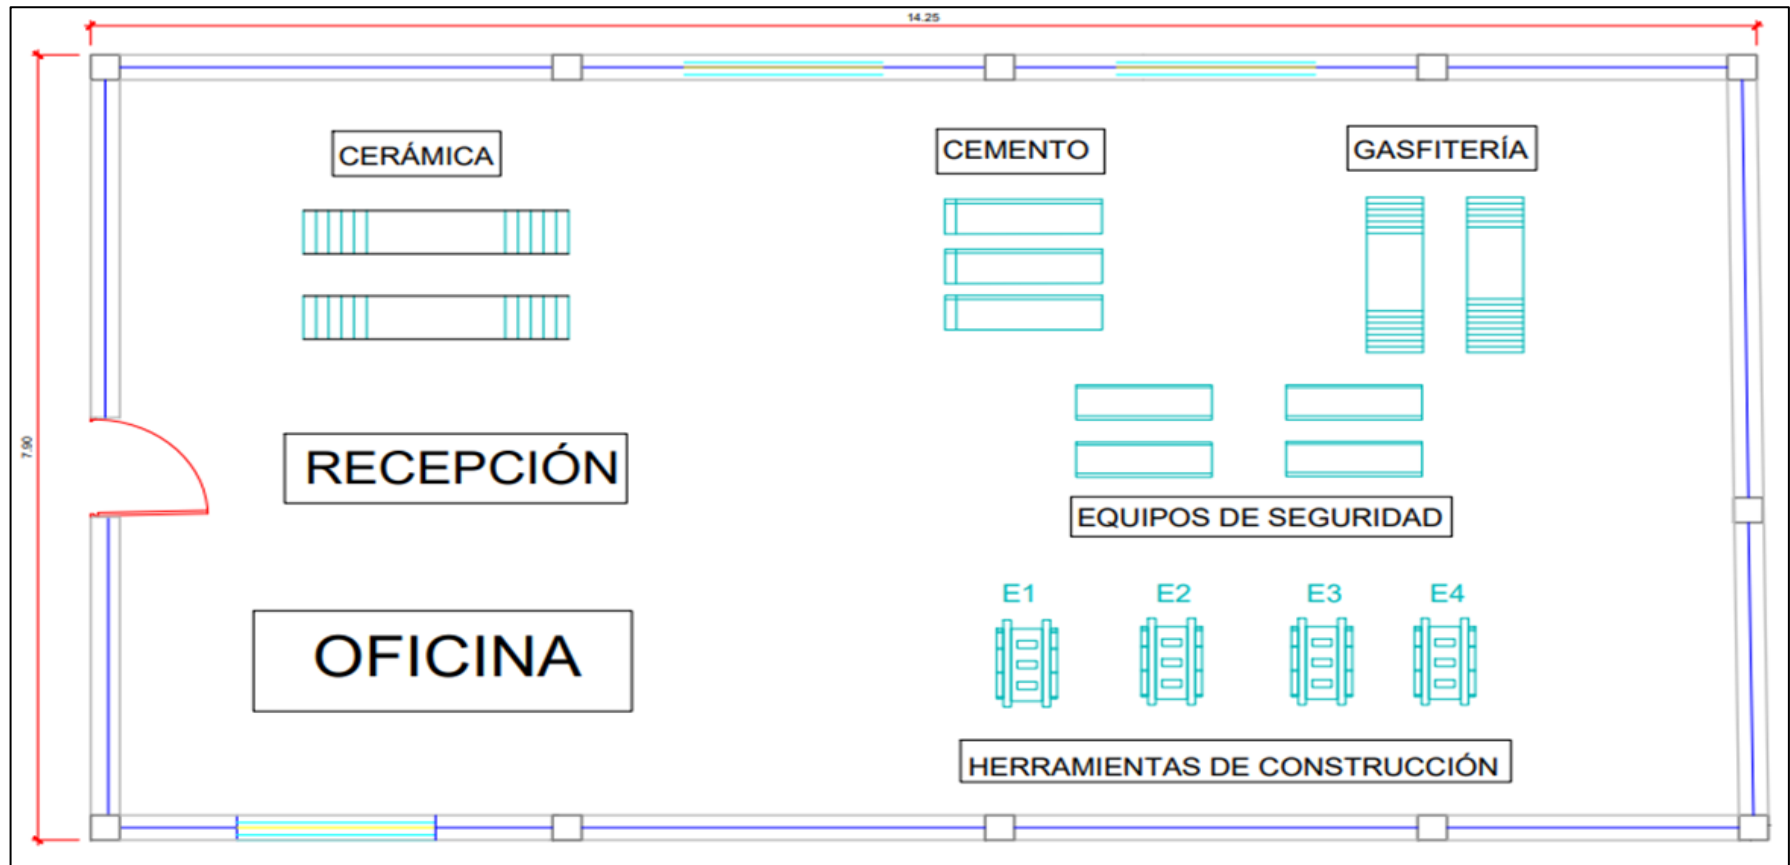 14.25
CERÁMICA
CEMENTO
GASFITERÍA
7.90
RECEPCIÓN
EQUIPOS DE SEGURIDAD
E1 E2 E3 E4
OFICINA
HERRAMIENTAS DE CONSTRUCCIÓN